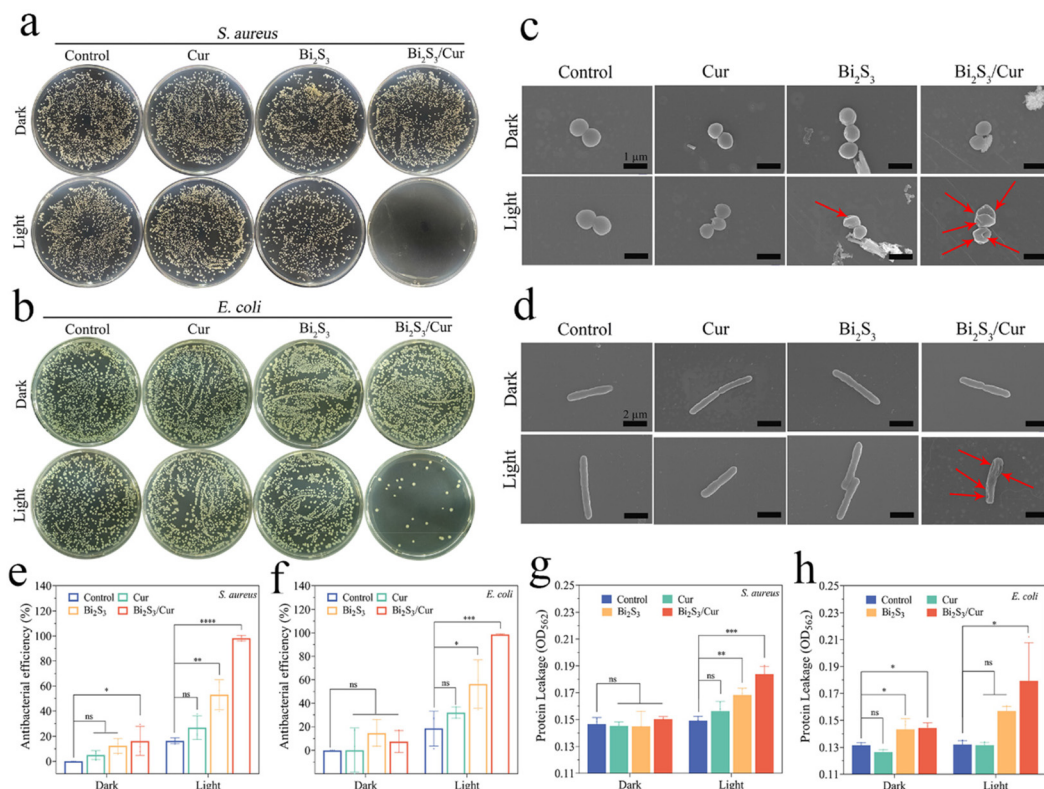 a
S. aureus
Control Cur Bi₂S₃ Bi₂S₃/Cur
Dark
Light
b
E. coli
Control Cur Bi₂S₃ Bi₂S₃/Cur
Dark
Light
c
Control Cur Bi₂S₃ Bi₂S₃/Cur
Dark
1 μm
Light
d
Control Cur Bi₂S₃ Bi₂S₃/Cur
Dark
2 μm
Light
e
Antibacterial efficiency (%)
140
120
100
80
60
40
20
0
Control Cur S. aureus
Bi₂S₃ Bi₂S₃/Cur
ns
*
ns
**
****
Dark Light
f
Antibacterial efficiency (%)
140
120
100
80
60
40
20
0
Control Cur E. coli
Bi₂S₃ Bi₂S₃/Cur
ns
ns
*
***
Dark Light
g
Protein Leakage (OD₅₆₂)
0.25
0.23
0.21
0.19
0.17
0.15
0.13
0.11
Control Cur S. aureus
Bi₂S₃ Bi₂S₃/Cur
ns
ns
**
***
Dark Light
h
Protein Leakage (OD₅₆₂)
0.25
0.23
0.21
0.19
0.17
0.15
0.13
0.11
Control Cur E. coli
Bi₂S₃ Bi₂S₃/Cur
ns
*
*
ns
*
Dark Light